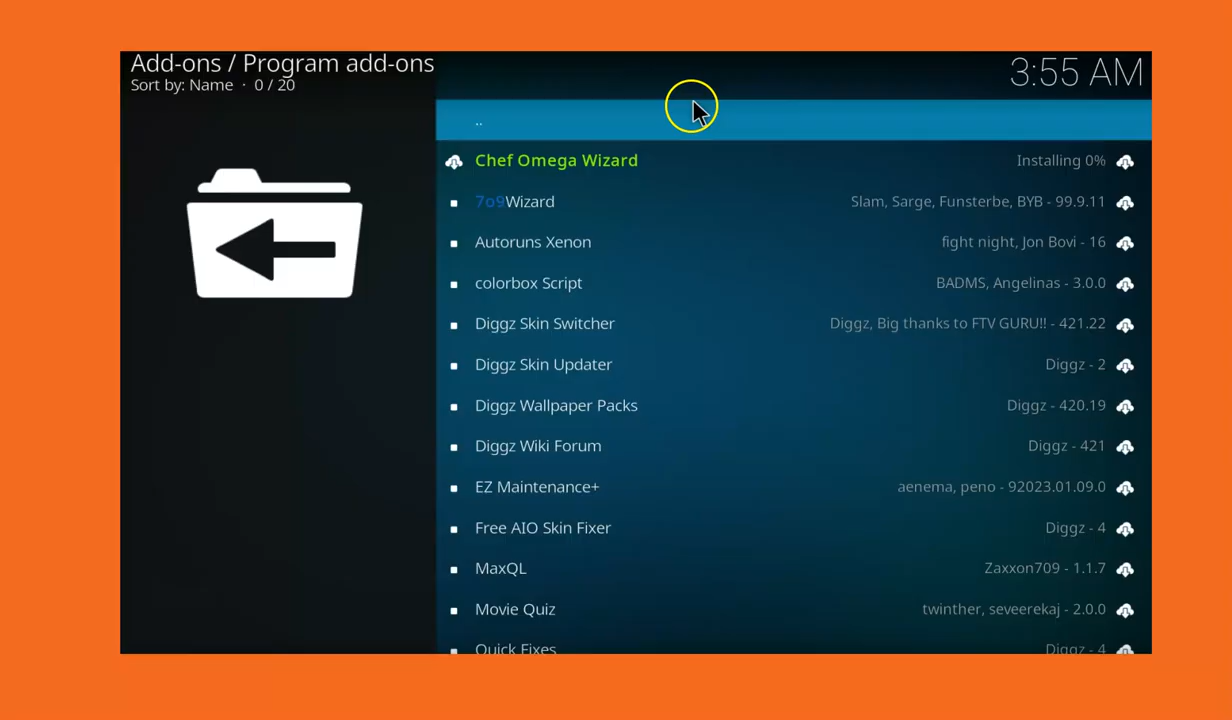 Add-ons / Program add-ons
Sort by: Name · 0 / 20
3:55 AM
..
Chef Omega Wizard Installing 0%
7o9Wizard Slam, Sarge, Funsterbe, BYB - 99.9.11
Autoruns Xenon fight night, Jon Bovi - 16
colorbox Script BADMS, Angelinas - 3.0.0
Diggz Skin Switcher Diggz, Big thanks to FTV GURU!! - 421.22
Diggz Skin Updater Diggz - 2
Diggz Wallpaper Packs Diggz - 420.19
Diggz Wiki Forum Diggz - 421
EZ Maintenance+ aenema, peno - 92023.01.09.0
Free AIO Skin Fixer Diggz - 4
MaxQL Zaxxon709 - 1.1.7
Movie Quiz twinther, seveerekaj - 2.0.0
Quick Fixes Diggz - 4